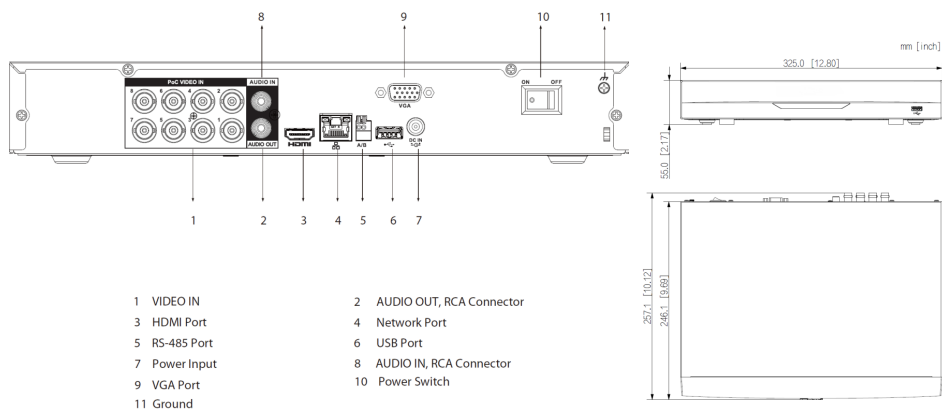 8 9 10 11
mm [inch]
325.0 [12.80]
PoC VIDEO IN
AUDIO IN
8 6 4 2
7 5 3 1
AUDIO OUT
VGA
ON OFF
HDMI
A/B
DC IN
55.0 [2.17]
1 2 3 4 5 6 7
257.1 [10.12]
246.1 [9.69]
1 VIDEO IN
2 AUDIO OUT, RCA Connector
3 HDMI Port
4 Network Port
5 RS-485 Port
6 USB Port
7 Power Input
8 AUDIO IN, RCA Connector
9 VGA Port
10 Power Switch
11 Ground